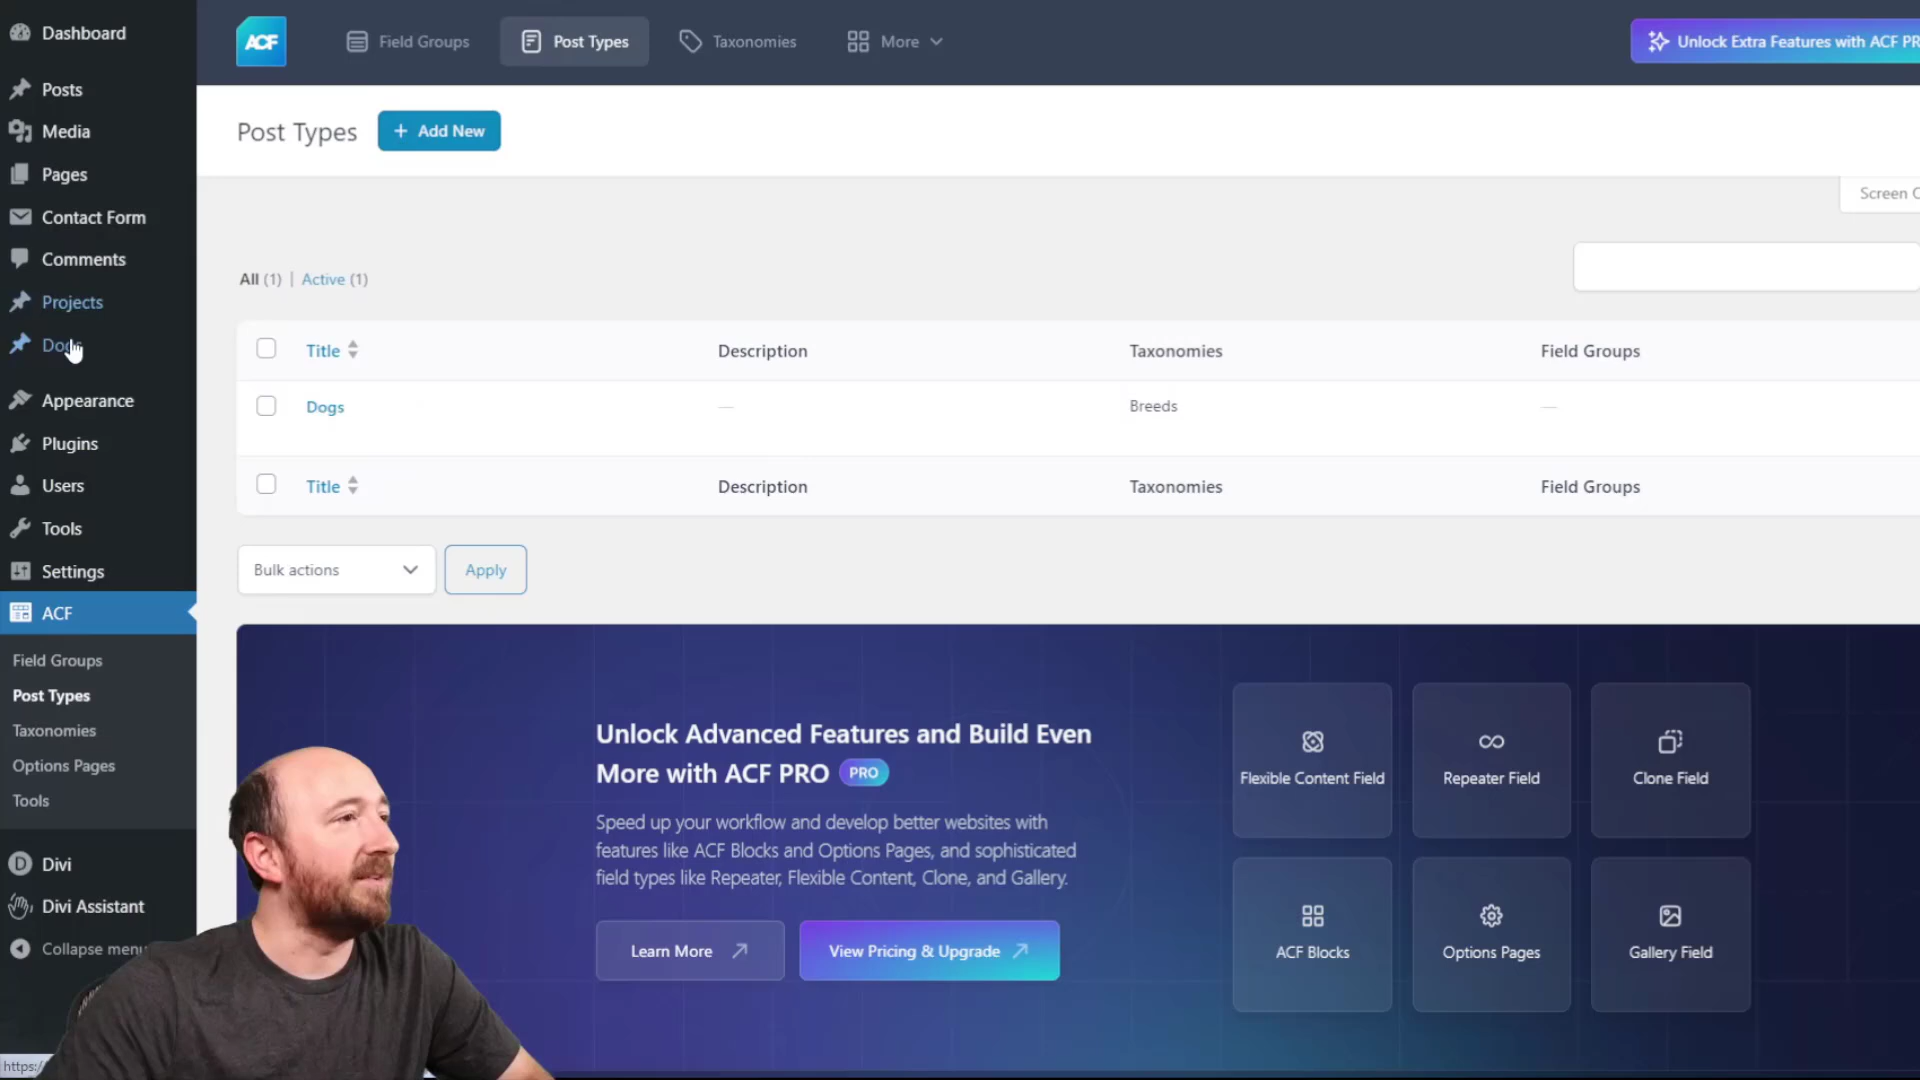 Dashboard
Posts
Media
Pages
Contact Form
Comments
Projects
Appearance
Plugins
Users
Tools
Settings
ACF
Field Groups
Post Types
Taxonomies
Options Pages
Tools
Divi
Divi Assistant
Collapse menu
https:/
ACF
Field Groups
Post Types
Taxonomies
More
Unlock Extra Features with ACF PR
Post Types
+ Add New
Screen
All (1) | Active (1)
Title
Description
Taxonomies
Field Groups
Dogs
—
Breeds
—
Title
Description
Taxonomies
Field Groups
Bulk actions
Apply
Unlock Advanced Features and Build Even
More with ACF PRO PRO
Speed up your workflow and develop better websites with
features like ACF Blocks and Options Pages, and sophisticated
field types like Repeater, Flexible Content, Clone, and Gallery.
Learn More
View Pricing & Upgrade
Flexible Content Field
Repeater Field
Clone Field
ACF Blocks
Options Pages
Gallery Field